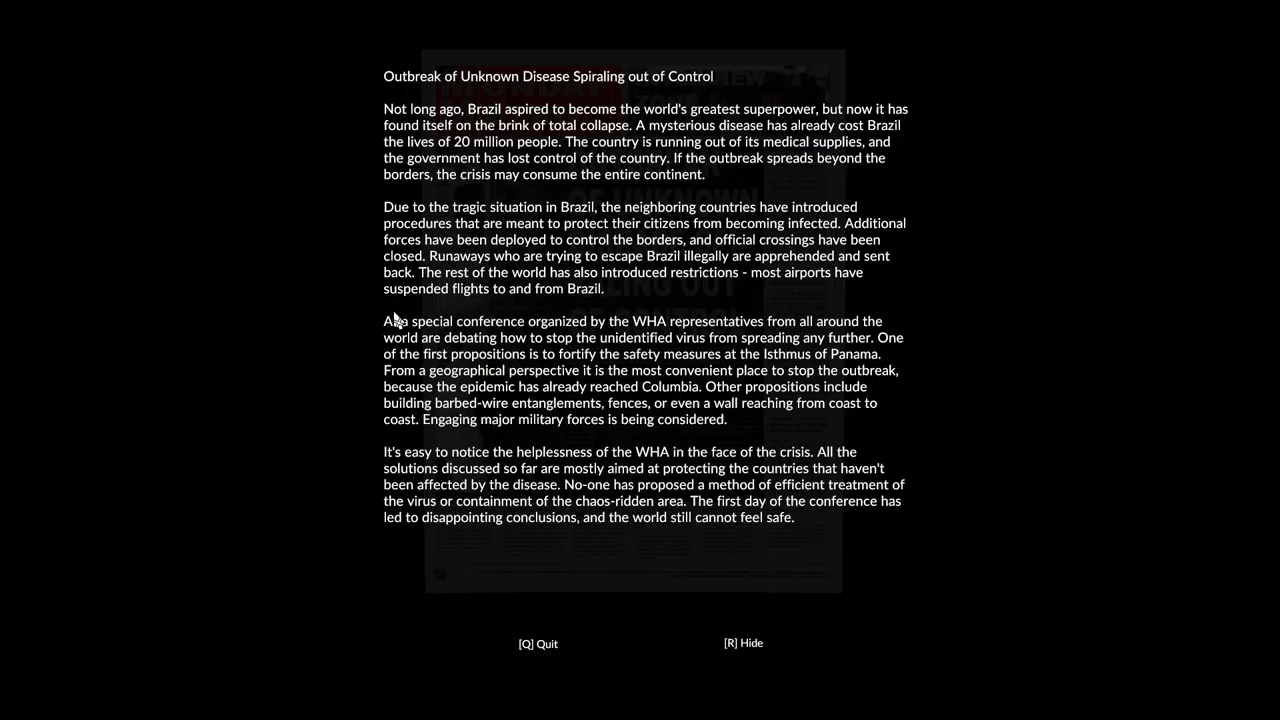 Outbreak of Unknown Disease Spiraling out of Control
Not long ago, Brazil aspired to become the world's greatest superpower, but now it has
found itself on the brink of total collapse. A mysterious disease has already cost Brazil
the lives of 20 million people. The country is running out of its medical supplies, and
the government has lost control of the country. If the outbreak spreads beyond the
borders, the crisis may consume the entire continent.
Due to the tragic situation in Brazil, the neighboring countries have introduced
procedures that are meant to protect their citizens from becoming infected. Additional
forces have been deployed to control the borders, and official crossings have been
closed. Runaways who are trying to escape Brazil illegally are apprehended and sent
back. The rest of the world has also introduced restrictions - most airports have
suspended flights to and from Brazil.
special conference organized by the WHA representatives from all around the
world are debating how to stop the unidentified virus from spreading any further. One
of the first propositions is to fortify the safety measures at the Isthmus of Panama.
From a geographical perspective it is the most convenient place to stop the outbreak,
because the epidemic has already reached Columbia. Other propositions include
building barbed-wire entanglements, fences, or even a wall reaching from coast to
coast. Engaging major military forces is being considered.
It's easy to notice the helplessness of the WHA in the face of the crisis. All the
solutions discussed so far are mostly aimed at protecting the countries that haven't
been affected by the disease. No-one has proposed a method of efficient treatment of
the virus or containment of the chaos-ridden area. The first day of the conference has
led to disappointing conclusions, and the world still cannot feel safe.
[Q] Quit
[R] Hide